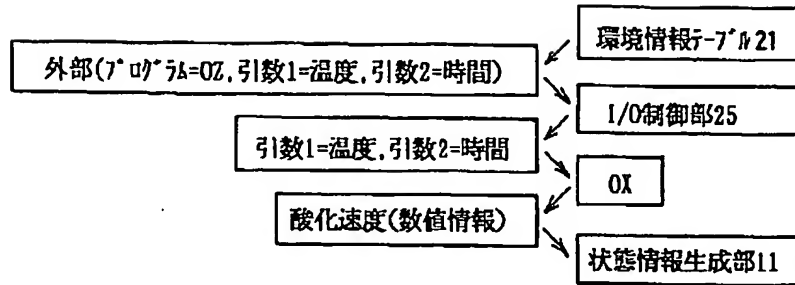 環境情報テーブル21
外部(プログラム=OZ,引数1=温度,引数2=時間)
I/O制御部25
引数1=温度,引数2=時間
OX
酸化速度(数値情報)
状態情報生成部11